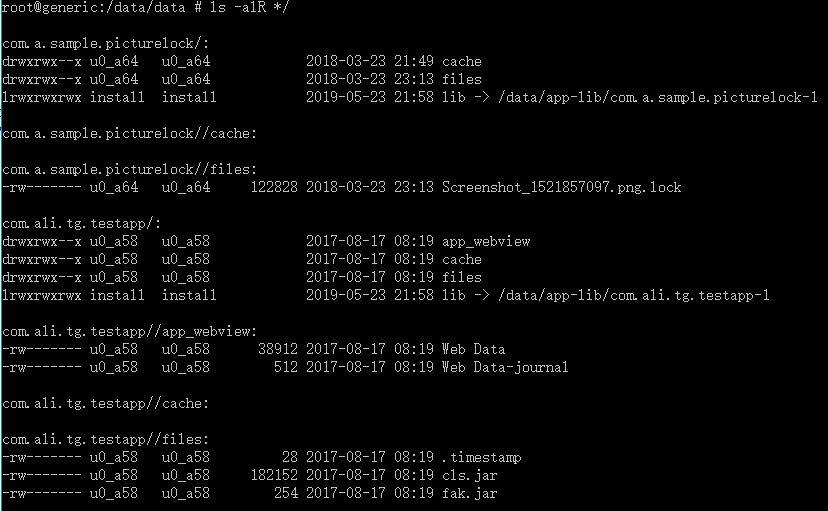 root@generic:/data/data # ls -alR */
com.a.sample.picturelock/:
drwxrwx--x u0_a64   u0_a64            2018-03-23 21:49 cache
drwxrwx--x u0_a64   u0_a64            2018-03-23 23:13 files
lrwxrwxrwx install  install           2019-05-23 21:58 lib -> /data/app-lib/com.a.sample.picturelock-1
com.a.sample.picturelock//cache:
com.a.sample.picturelock//files:
-rw------- u0_a64   u0_a64     122828 2018-03-23 23:13 Screenshot_1521857097.png.lock
com.ali.tg.testapp/:
drwxrwx--x u0_a58   u0_a58            2017-08-17 08:19 app_webview
drwxrwx--x u0_a58   u0_a58            2017-08-17 08:19 cache
drwxrwx--x u0_a58   u0_a58            2017-08-17 08:19 files
lrwxrwxrwx install  install           2019-05-23 21:58 lib -> /data/app-lib/com.ali.tg.testapp-1
com.ali.tg.testapp//app_webview:
-rw------- u0_a58   u0_a58      38912 2017-08-17 08:19 Web Data
-rw------- u0_a58   u0_a58        512 2017-08-17 08:19 Web Data-journal
com.ali.tg.testapp//cache:
com.ali.tg.testapp//files:
-rw------- u0_a58   u0_a58         28 2017-08-17 08:19 .timestamp
-rw------- u0_a58   u0_a58     182152 2017-08-17 08:19 cls.jar
-rw------- u0_a58   u0_a58        254 2017-08-17 08:19 fak.jar